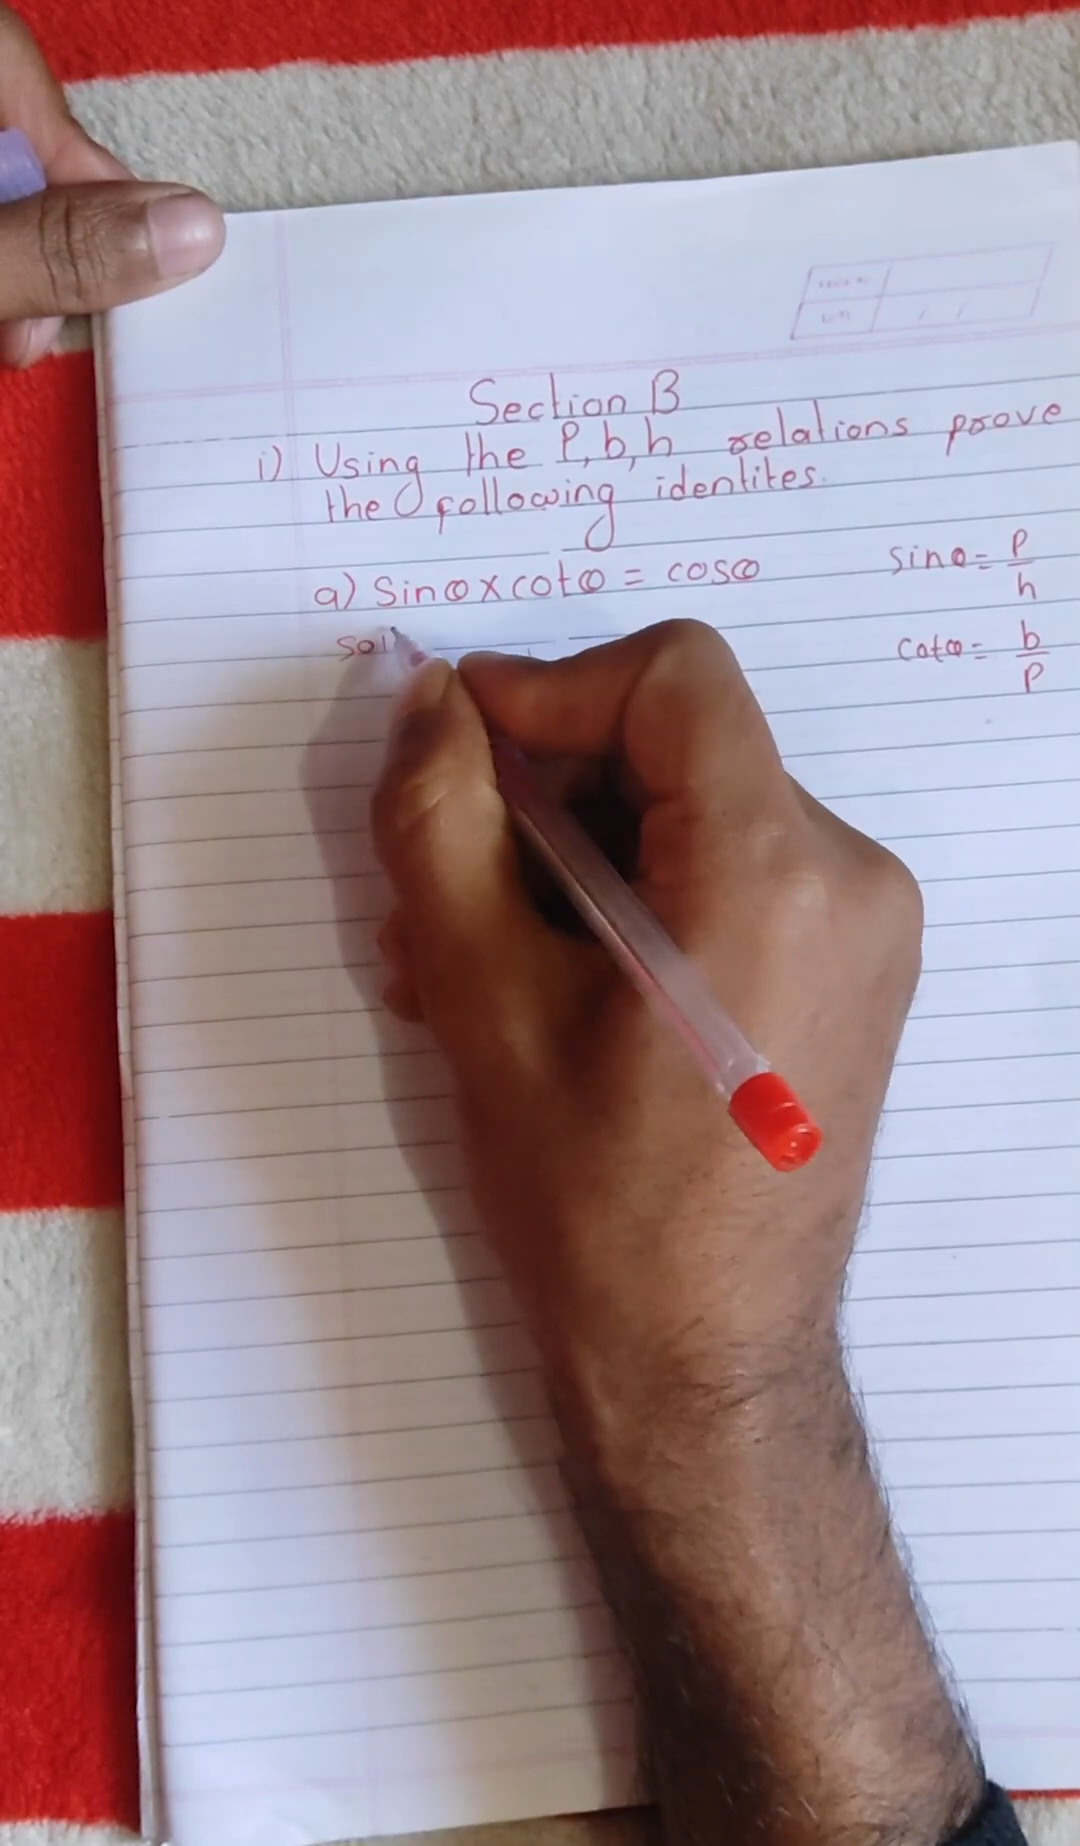 Section B
i) Using the P, b, h relations prove
the following identites.
a) Sinθ x cotθ = cosθ
sinθ = P/h
Sol
cotθ = b/P